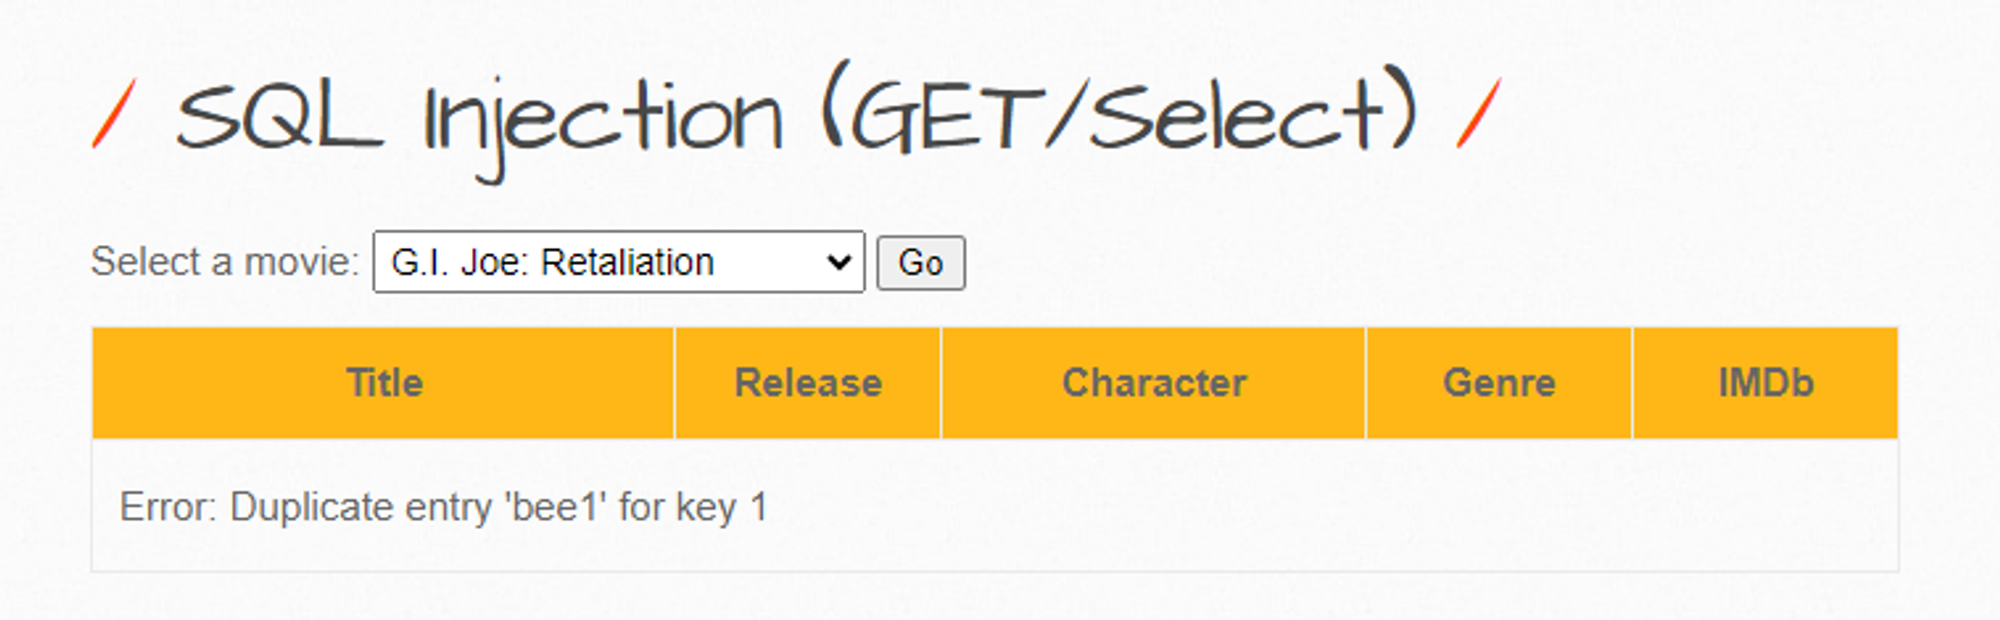 / SQL Injection (GET/Select) /
Select a movie: G.I. Joe: Retaliation Go
Title Release Character Genre IMDb
Error: Duplicate entry 'bee1' for key 1